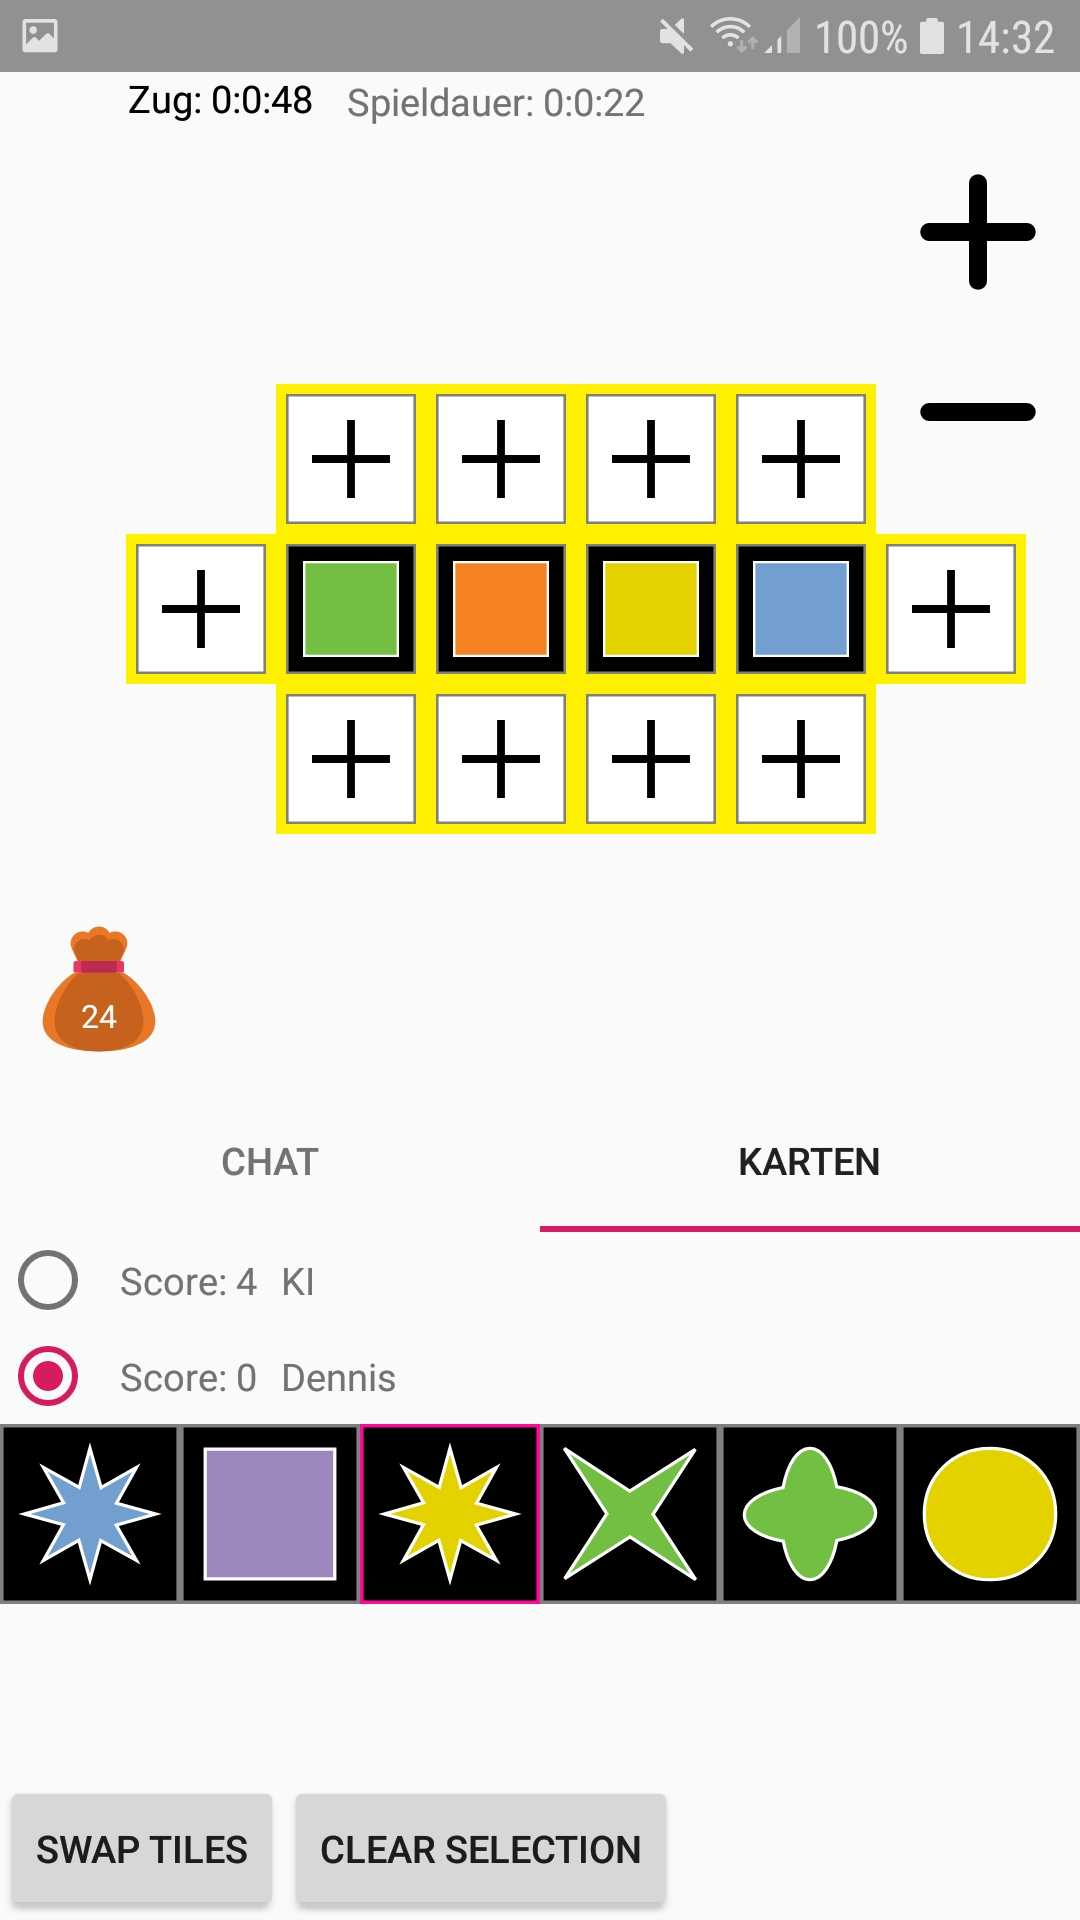 100% 14:32
Zug: 0:0:48 Spieldauer: 0:0:22
24
CHAT KARTEN
Score: 4 KI
Score: 0 Dennis
SWAP TILES CLEAR SELECTION